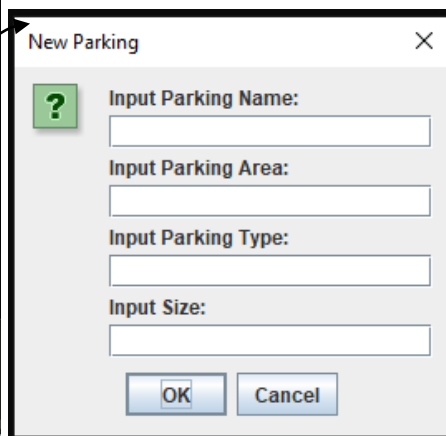 New Parking
?
Input Parking Name:
Input Parking Area:
Input Parking Type:
Input Size:
OK Cancel